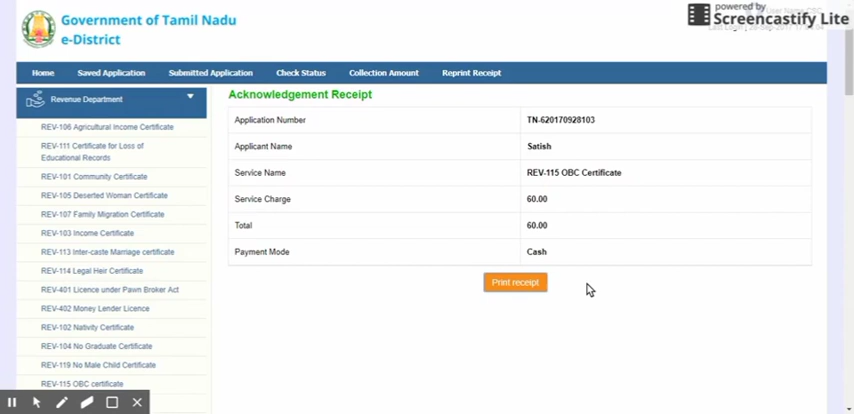 Government of Tamil Nadu
e-District
powered by
Screencastify Lite
Home Saved Application Submitted Application Check Status Collection Amount Reprint Receipt
Revenue Department
REV-106 Agricultural Income Certificate
REV-111 Certificate for Loss of
Educational Records
REV-101 Community Certificate
REV-105 Deserted Woman Certificate
REV-107 Family Migration Certificate
REV-103 Income Certificate
REV-113 Inter-caste Marriage certificate
REV-114 Legal Heir Certificate
REV-401 Licence under Pawn Broker Act
REV-402 Money Lender Licence
REV-102 Nativity Certificate
REV-104 No Graduate Certificate
REV-119 No Male Child Certificate
REV-115 OBC certificate
Acknowledgement Receipt
Application Number TN-620170928103
Applicant Name Satish
Service Name REV-115 OBC Certificate
Service Charge 60.00
Total 60.00
Payment Mode Cash
Print receipt